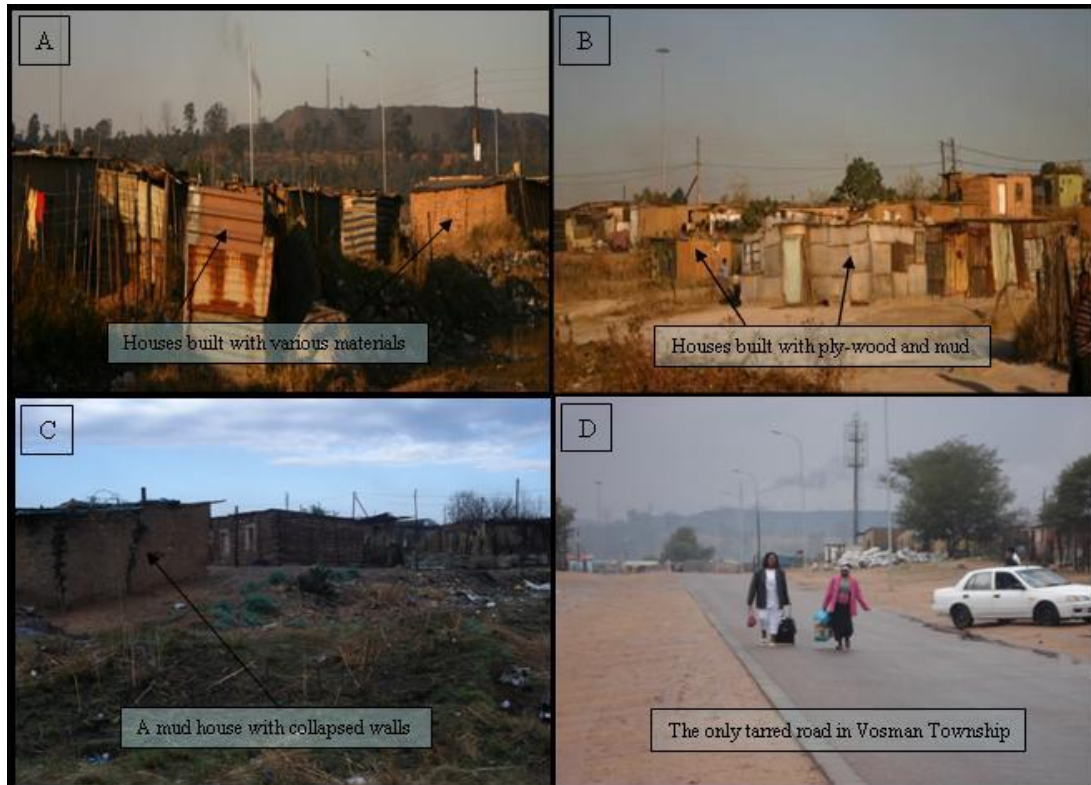 A
B
Houses built with various materials
Houses built with ply-wood and mud
C
D
A mud house with collapsed walls
The only tarred road in Vosman Township